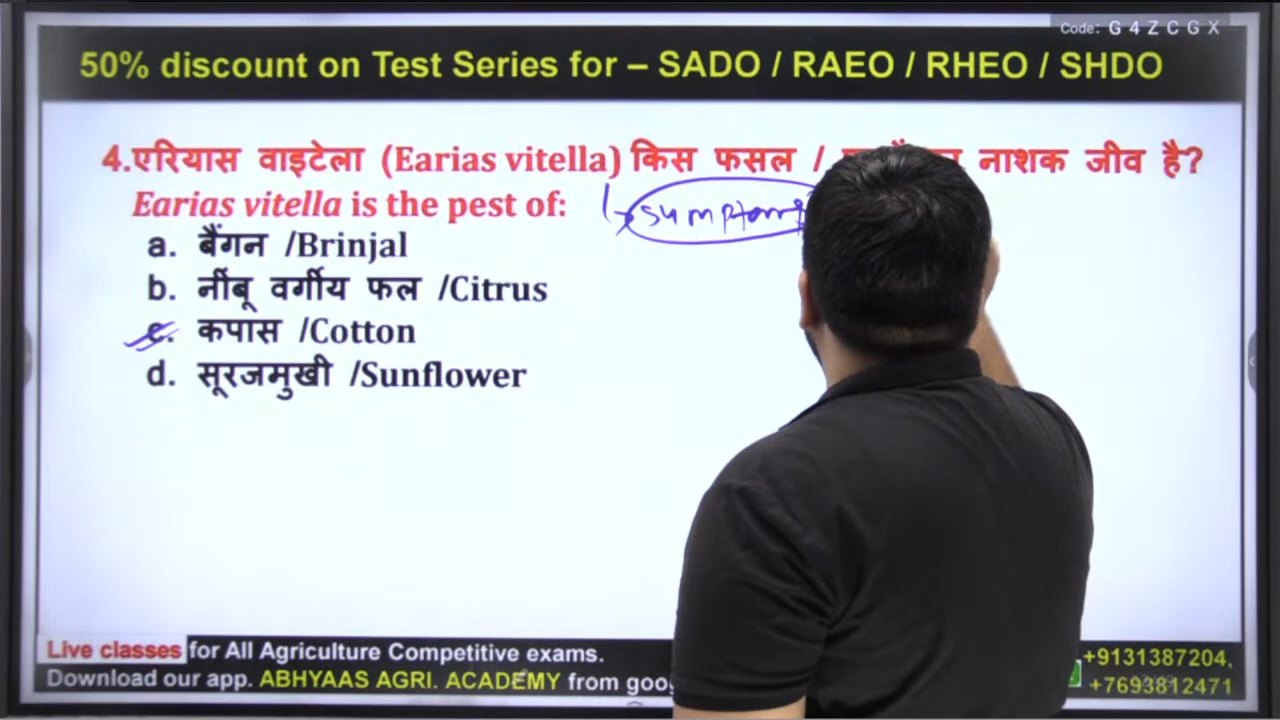 Code: G 4 Z C G X
50% discount on Test Series for – SADO / RAEO / RHEO / SHDO
4.एरियास वाइटेला (Earias vitella) किस फसल / नाशक जीव है?
Earias vitella is the pest of:
symptoms
a. बैंगन /Brinjal
b. नींबू वर्गीय फल /Citrus
c. कपास /Cotton
d. सूरजमुखी /Sunflower
Live classes for All Agriculture Competitive exams.
Download our app. ABHYAAS AGRI. ACADEMY from
+9131387204,
+7693812471